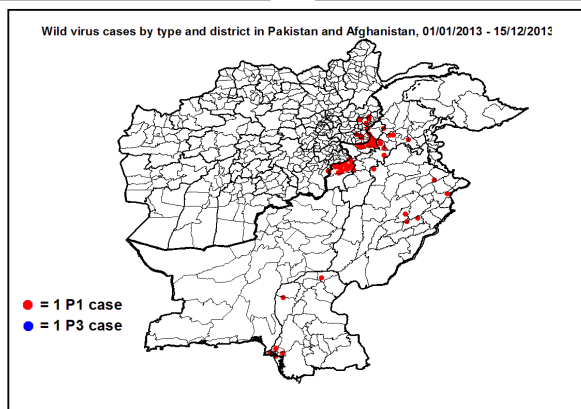 Wild virus cases by type and district in Pakistan and Afghanistan, 01/01/2013 - 15/12/2013
= 1 P1 case
= 1 P3 case